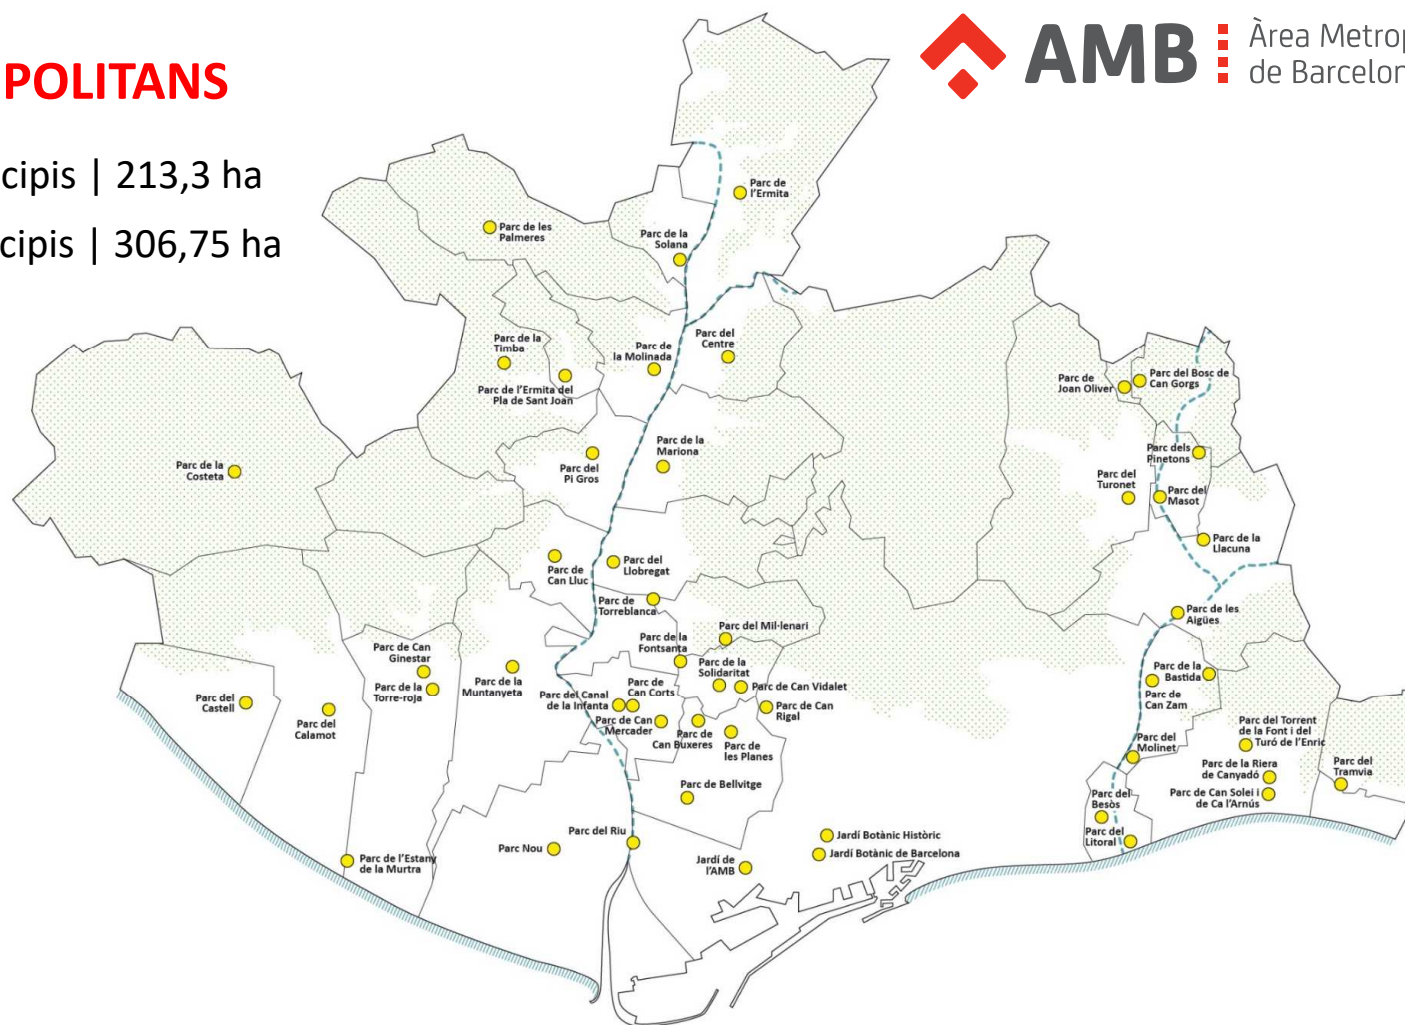 POLITANS
cipis | 213,3 ha
cipis | 306,75 ha
AMB
Àrea Metrop
de Barcelon
Parc de
l'Ermita
Parc de les
Palmeres
Parc de la
Solana
Parc de la
Timba
Parc de
la Molinada
Parc del
Centre
Parc de l'Ermita del
Pla de Sant Joan
Parc de
Joan Oliver
Parc del Bosc de
Can Gorgs
Parc de la
Costeta
Parc del
Pi Gros
Parc de la
Mariona
Parc dels
Pinetons
Parc del
Turonet
Parc del
Masot
Parc de la
Llacuna
Parc de
Can Lluc
Parc del
Llobregat
Parc de
Torreblanca
Parc de les
Aigües
Parc del Mil·lenari
Parc de la
Fontsanta
Parc de Can
Ginestar
Parc de la
Torre-roja
Parc de la
Muntanyeta
Parc de la
Solidaritat
Parc de Can Vidalet
Parc de
Can Corts
Parc del Canal
de la Infanta
Parc de Can
Mercader
Parc de
Can Buxeres
Parc de
les Planes
Parc de Can
Rigal
Parc de la
Bastida
Parc de
Can Zam
Parc del
Castell
Parc del
Calamot
Parc del
Molinet
Parc del Torrent
de la Font i del
Turó de l'Enric
Parc de la Riera
de Canyadó
Parc de Can Solei i
de Ca l'Arnús
Parc del
Tramvia
Parc de Bellvitge
Parc del
Besòs
Parc del
Litoral
Parc del Riu
Parc Nou
Parc de l'Estany
de la Murtra
Jardí Botànic Històric
Jardí Botànic de Barcelona
Jardí de
l'AMB